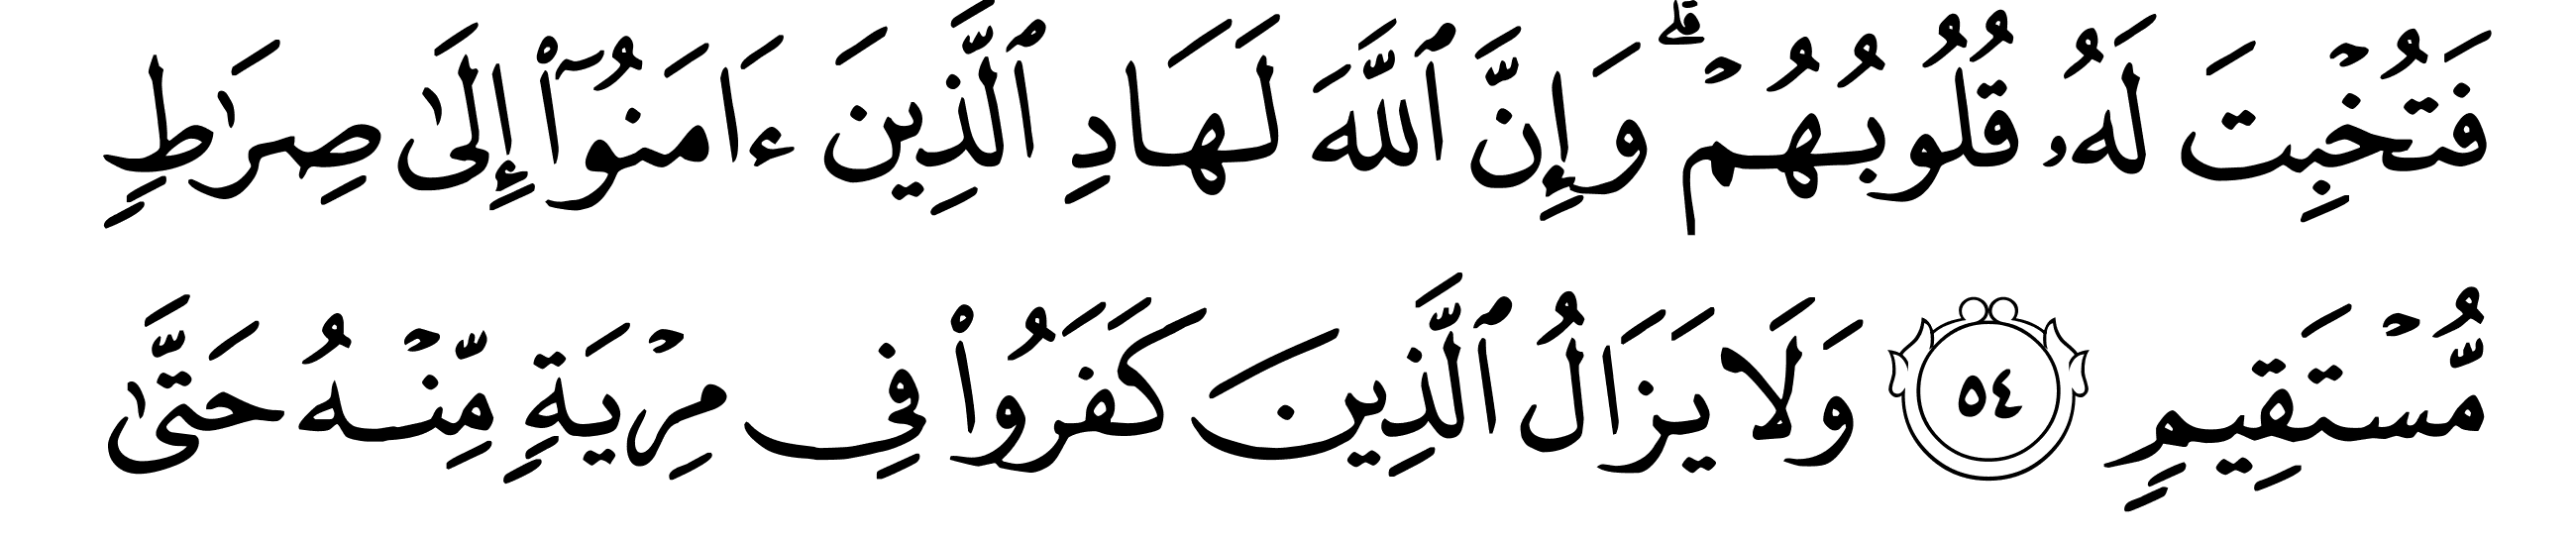 فَتُخْبِتَ لَهُۥ قُلُوبُهُمْ ۗ وَإِنَّ ٱللَّهَ لَهَادِ ٱلَّذِينَ ءَامَنُوٓا۟ إِلَىٰ صِرَٰطٍ
مُّسْتَقِيمٍ ٥٤ وَلَا يَزَالُ ٱلَّذِينَ كَفَرُوا۟ فِى مِرْيَةٍ مِّنْهُ حَتَّىٰ